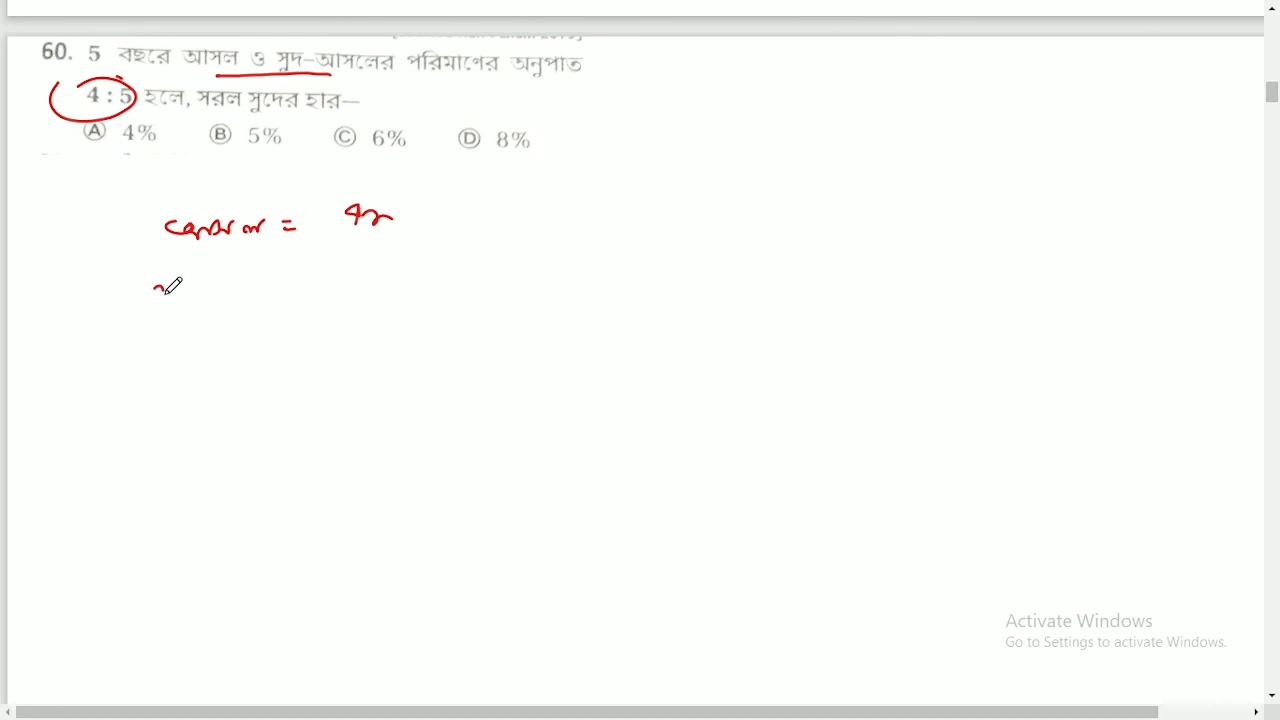 60. 5 বছরে আসল ও সুদ-আসলের পরিমাণের অনুপাত
4 : 5 হলে, সরল সুদের হার—
Ⓐ 4% Ⓑ 5% Ⓒ 6% Ⓓ 8%
= 4x
Activate Windows
Go to Settings to activate Windows.